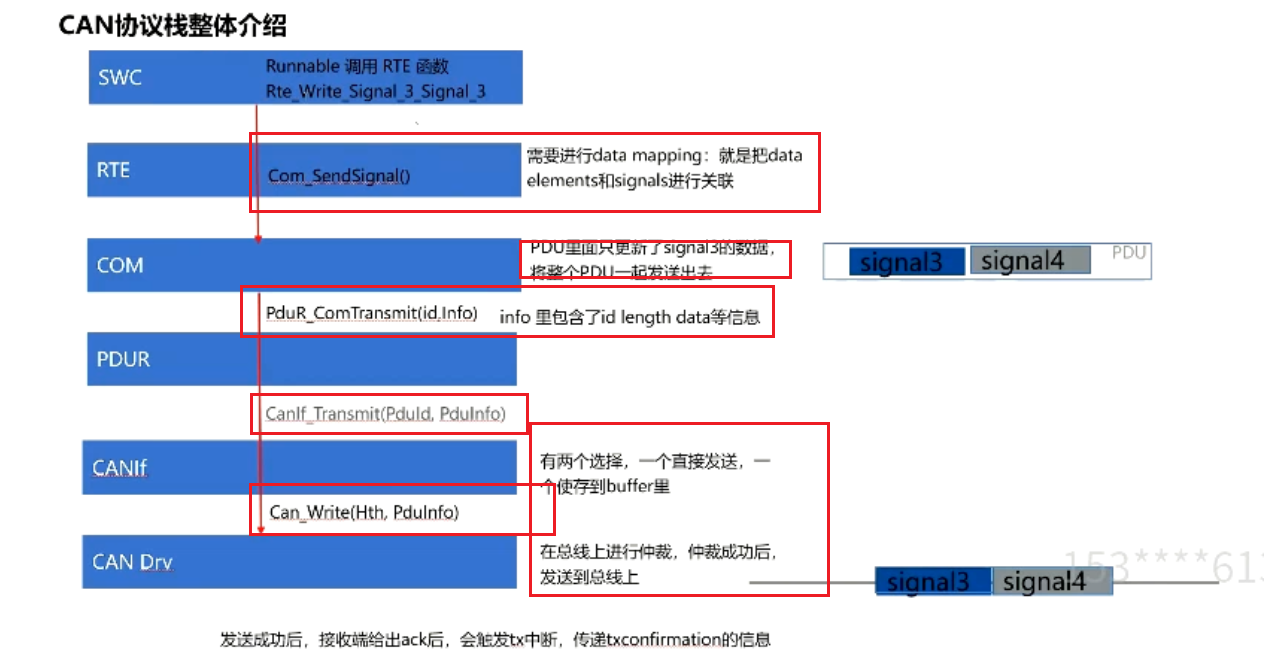 CAN协议栈整体介绍
SWC
Runnable 调用 RTE 函数
Rte_Write_Signal_3_Signal_3
RTE
Com_SendSignal()
需要进行data mapping：就是把data
elements和signals进行关联
COM
PDU里面只更新了signal3的数据，
将整个PDU一起发送出去
signal3
signal4
PDU
PduR_ComTransmit(id,Info)
info 里包含了id length data等信息
PDUR
CanIf_Transmit(PduId, PduInfo)
CANIf
有两个选择，一个直接发送，一
个使存到buffer里
Can_Write(Hth, PduInfo)
CAN Drv
在总线上进行仲裁，仲裁成功后，
发送到总线上
signal3
signal4
153****613
发送成功后，接收端给出ack后，会触发tx中断，传递txconfirmation的信息